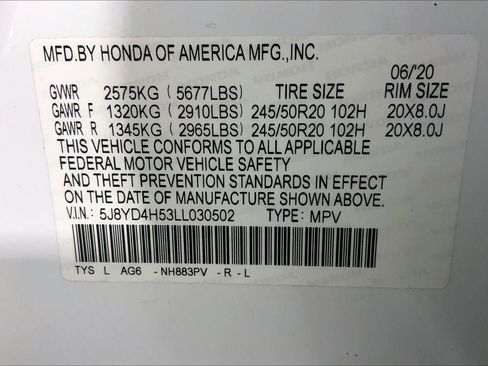 MFD.BY HONDA OF AMERICA MFG.,INC.
06/'20
GVWR 2575KG ( 5677LBS) TIRE SIZE RIM SIZE
GAWR F 1320KG ( 2910LBS) 245/50R20 102H 20X8.0J
GAWR R 1345KG ( 2965LBS) 245/50R20 102H 20X8.0J
THIS VEHICLE CONFORMS TO ALL APPLICABLE
FEDERAL MOTOR VEHICLE SAFETY
AND THEFT PREVENTION STANDARDS IN EFFECT
ON THE DATE OF MANUFACTURE SHOWN ABOVE.
V.I.N: 5J8YD4H53LL030502 TYPE: MPV
TYS L AG6 -NH883PV -R-L